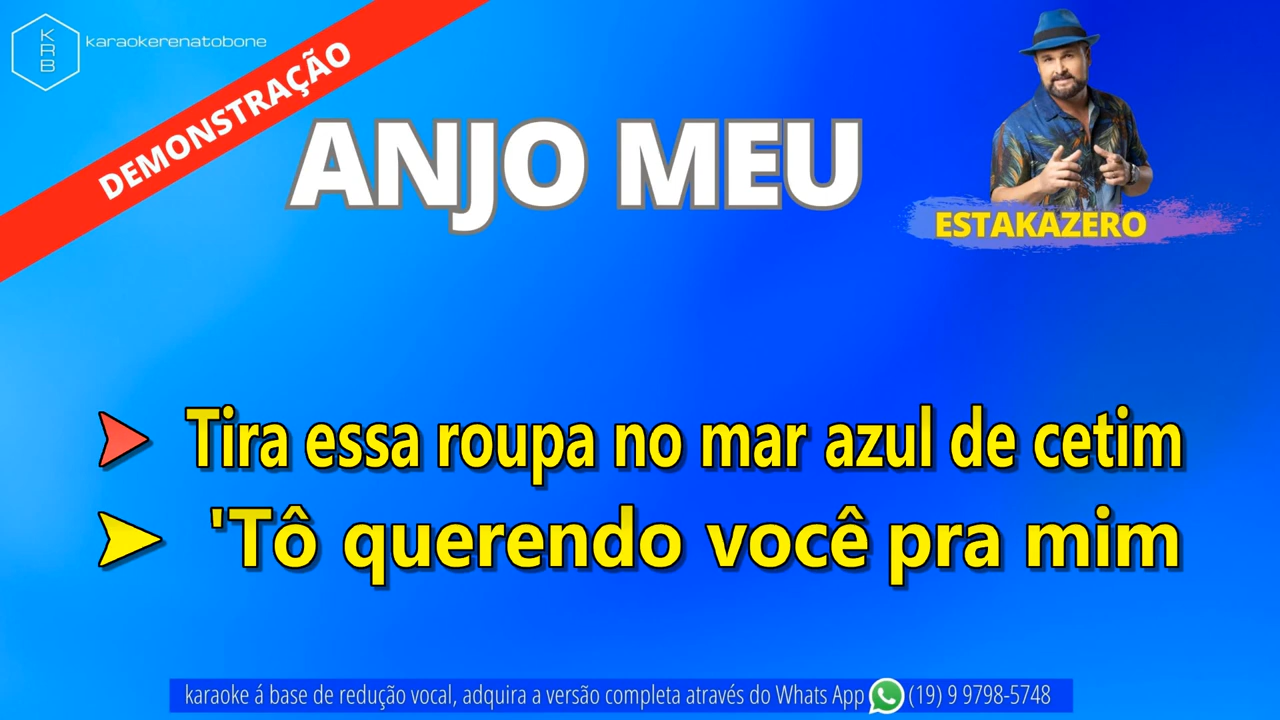 K
R
B
karaokerenatobone
DEMONSTRAÇÃO
ANJO MEU
ESTAKAZERO
Tira essa roupa no mar azul de cetim
'Tô querendo você pra mim
karaoke á base de redução vocal, adquira a versão completa através do Whats App (19) 9 9798-5748